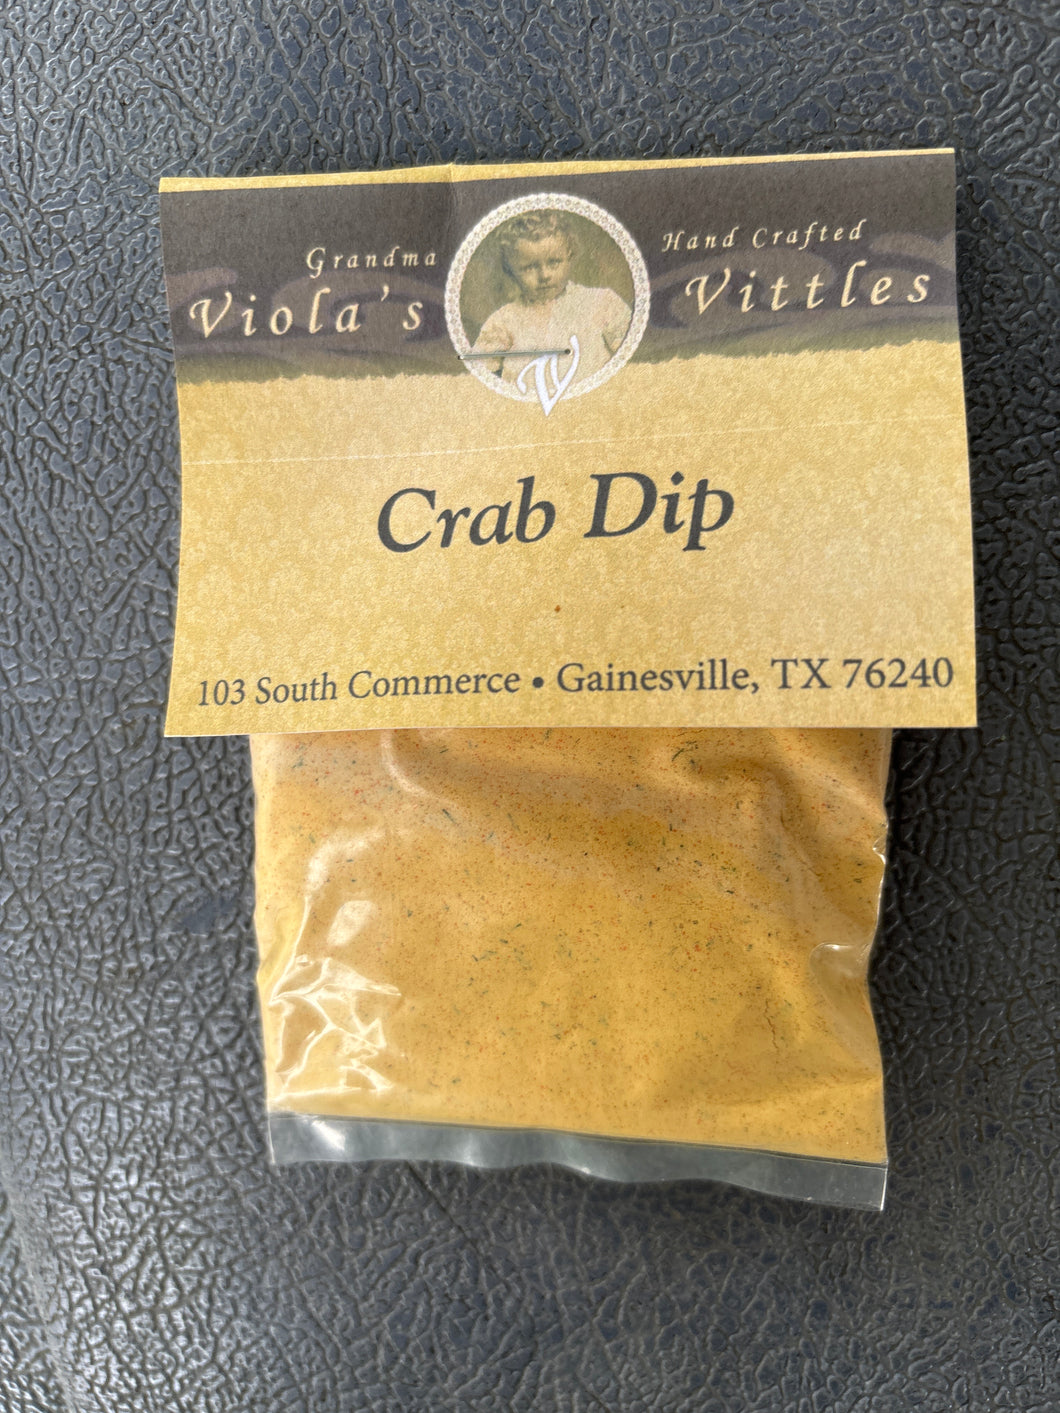 Grandma Hand Crafted
Viola's Vittles
V
Crab Dip
103 South Commerce • Gainesville, TX 76240